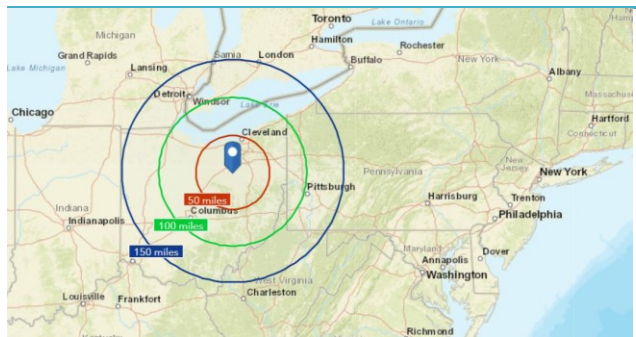 Toronto
Lake Ontario
Michigan
Hamilton
Grand Rapids
Sarnia
London
Rochester
Lansing
Buffalo
New York
Lake Michigan
Albany
Detroit
Windsor
Lake Erie
Massachuset
Chicago
Hartford
Cleveland
Connecticut
New Jersey
New York
Pennsylvania
Pittsburgh
50 miles
Harrisburg
Trenton
Indiana
Columbus
Philadelphia
Indianapolis
100 miles
150 miles
Maryland
Dover
Annapolis
Washington
West Virginia
Charleston
Louisville
Frankfort
Richmond
Kentucky